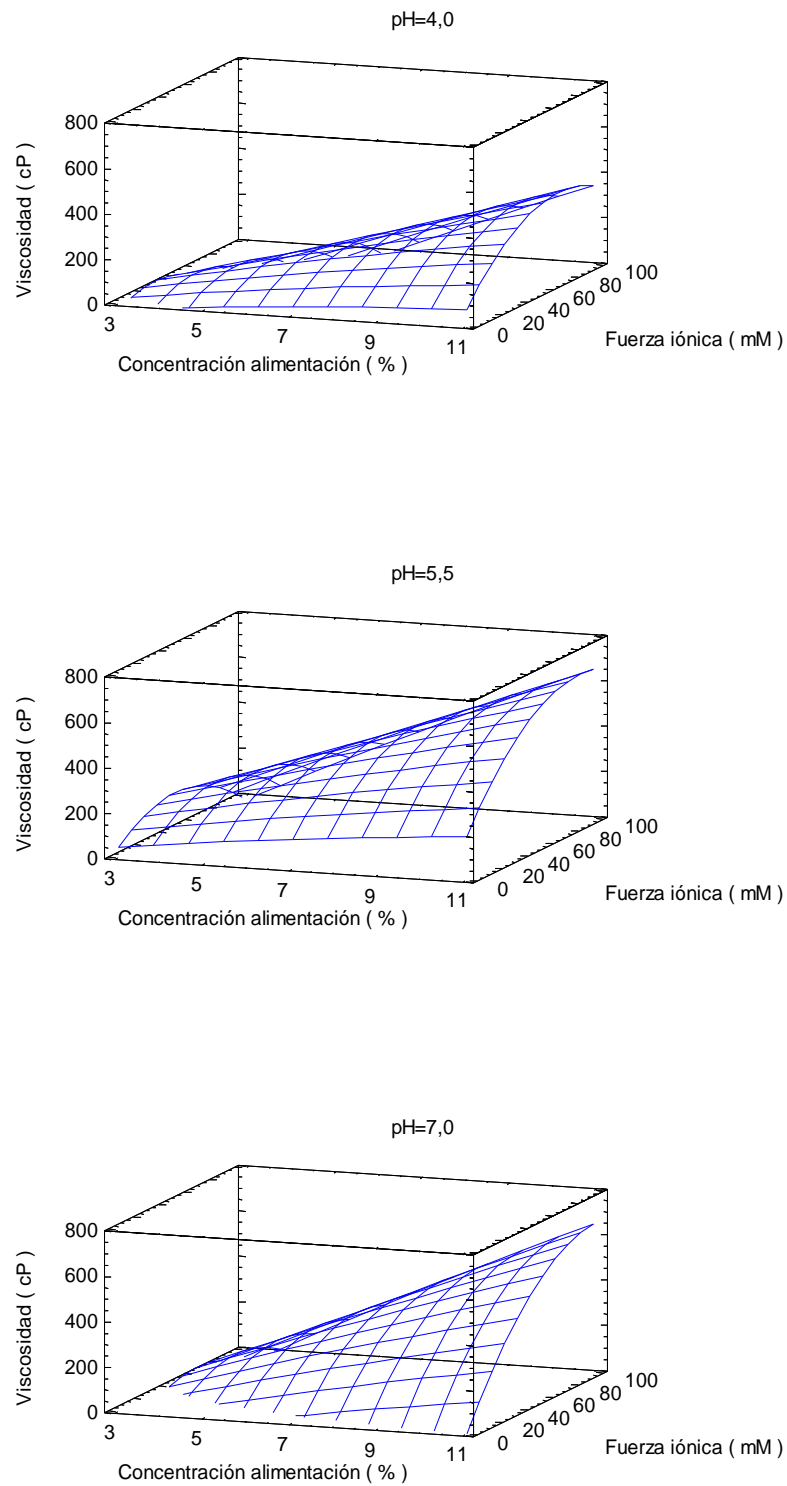 pH=4,0
800
600
400
200
0
Viscosidad ( cP )
3 5 7 9 11
Concentración alimentación ( % )
0 20 40 60 80 100
Fuerza iónica ( mM )
pH=5,5
800
600
400
200
0
Viscosidad ( cP )
3 5 7 9 11
Concentración alimentación ( % )
0 20 40 60 80 100
Fuerza iónica ( mM )
pH=7,0
800
600
400
200
0
Viscosidad ( cP )
3 5 7 9 11
Concentración alimentación ( % )
0 20 40 60 80 100
Fuerza iónica ( mM )